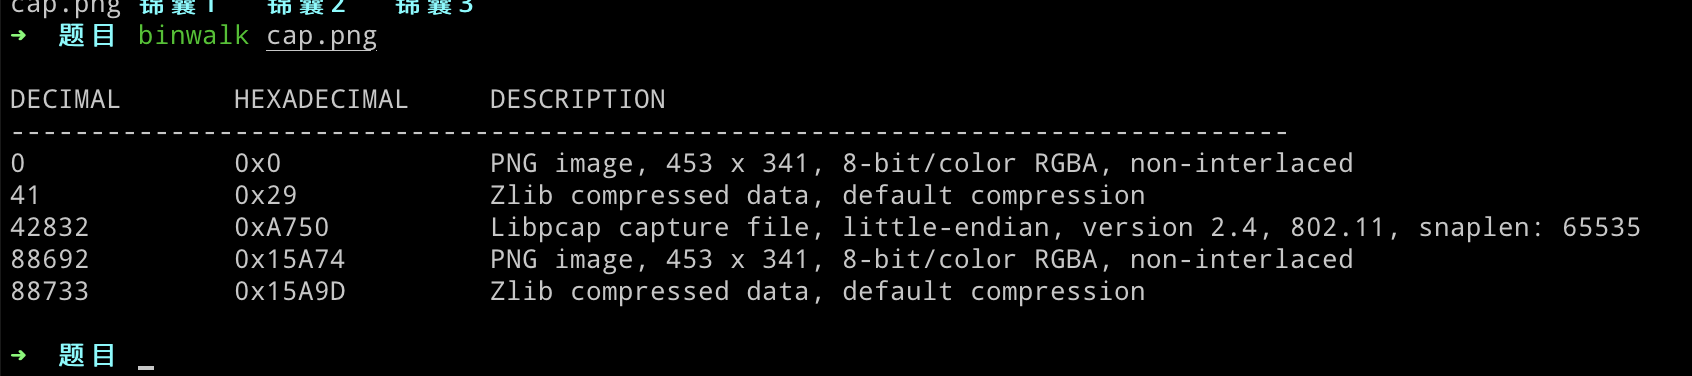 cap.png 锦囊1 锦囊2 锦囊3
→ 题目 binwalk cap.png
DECIMAL HEXADECIMAL DESCRIPTION
--------------------------------------------------------------------------------
0 0x0 PNG image, 453 x 341, 8-bit/color RGBA, non-interlaced
41 0x29 Zlib compressed data, default compression
42832 0xA750 Libpcap capture file, little-endian, version 2.4, 802.11, snaplen: 65535
88692 0x15A74 PNG image, 453 x 341, 8-bit/color RGBA, non-interlaced
88733 0x15A9D Zlib compressed data, default compression
→ 题目 _